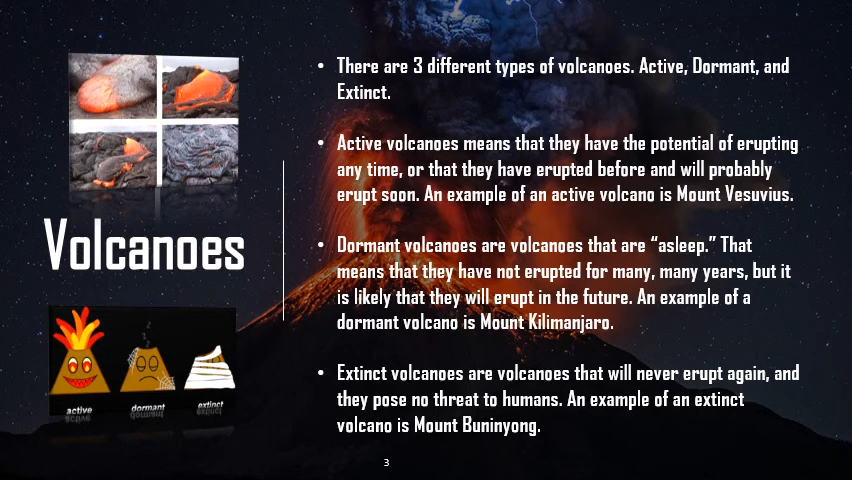 Volcanoes
active
dormant
extinct
• There are 3 different types of volcanoes. Active, Dormant, and
Extinct.
• Active volcanoes means that they have the potential of erupting
any time, or that they have erupted before and will probably
erupt soon. An example of an active volcano is Mount Vesuvius.
• Dormant volcanoes are volcanoes that are “asleep.” That
means that they have not erupted for many, many years, but it
is likely that they will erupt in the future. An example of a
dormant volcano is Mount Kilimanjaro.
• Extinct volcanoes are volcanoes that will never erupt again, and
they pose no threat to humans. An example of an extinct
volcano is Mount Buninyong.
3